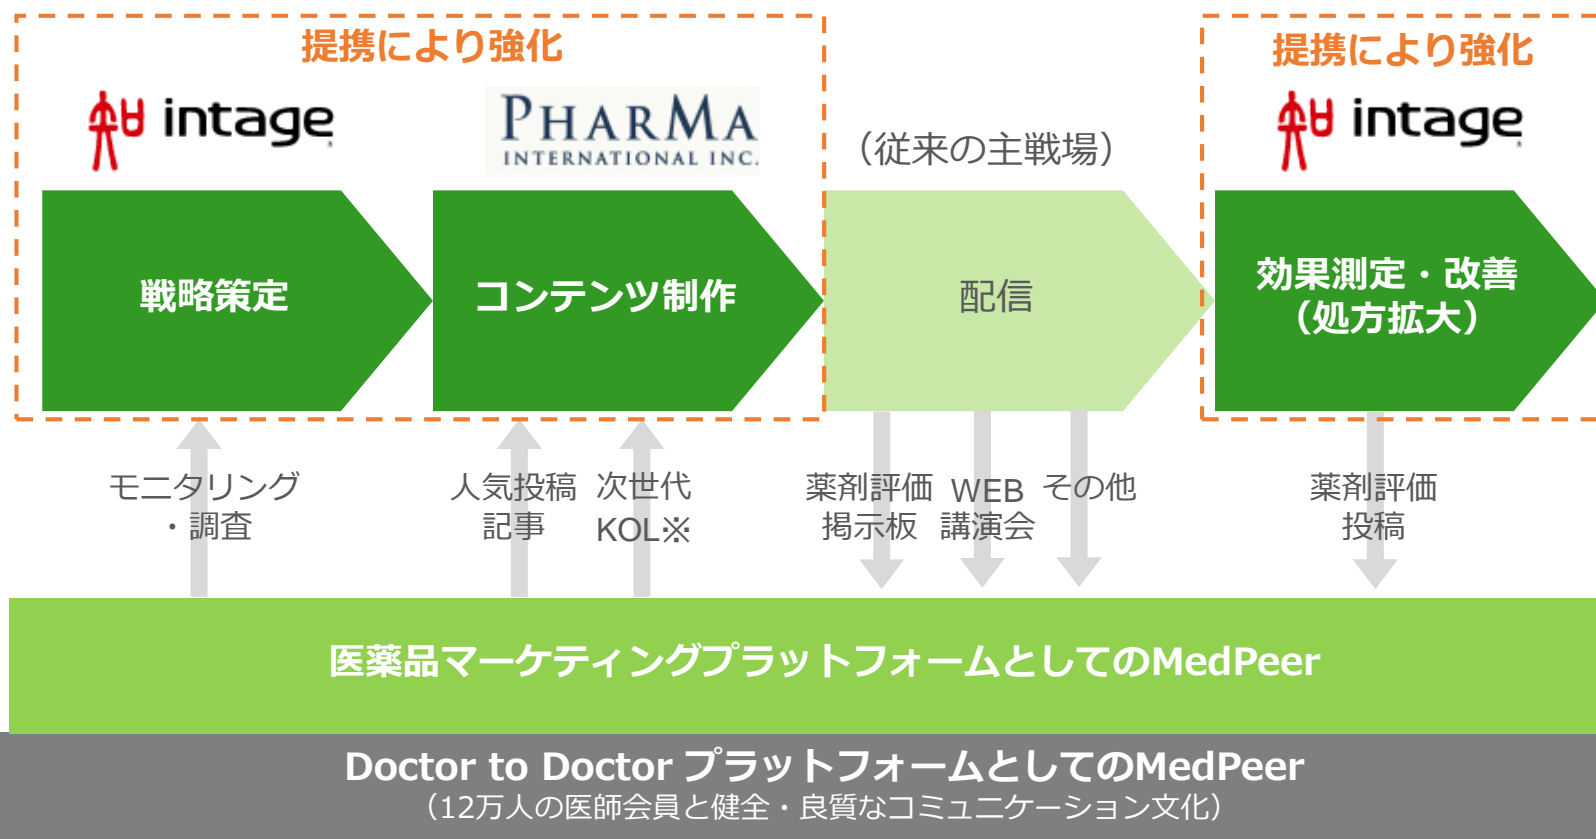 提携により強化
提携により強化
intage
PHARMA
INTERNATIONAL INC.
（従来の主戦場）
intage
戦略策定
コンテンツ制作
配信
効果測定・改善
（処方拡大）
モニタリング
・調査
人気投稿
記事
次世代
KOL※
薬剤評価
掲示板
WEB
講演会
その他
薬剤評価
投稿
医薬品マーケティングプラットフォームとしてのMedPeer
Doctor to Doctor プラットフォームとしてのMedPeer
（12万人の医師会員と健全・良質なコミュニケーション文化）